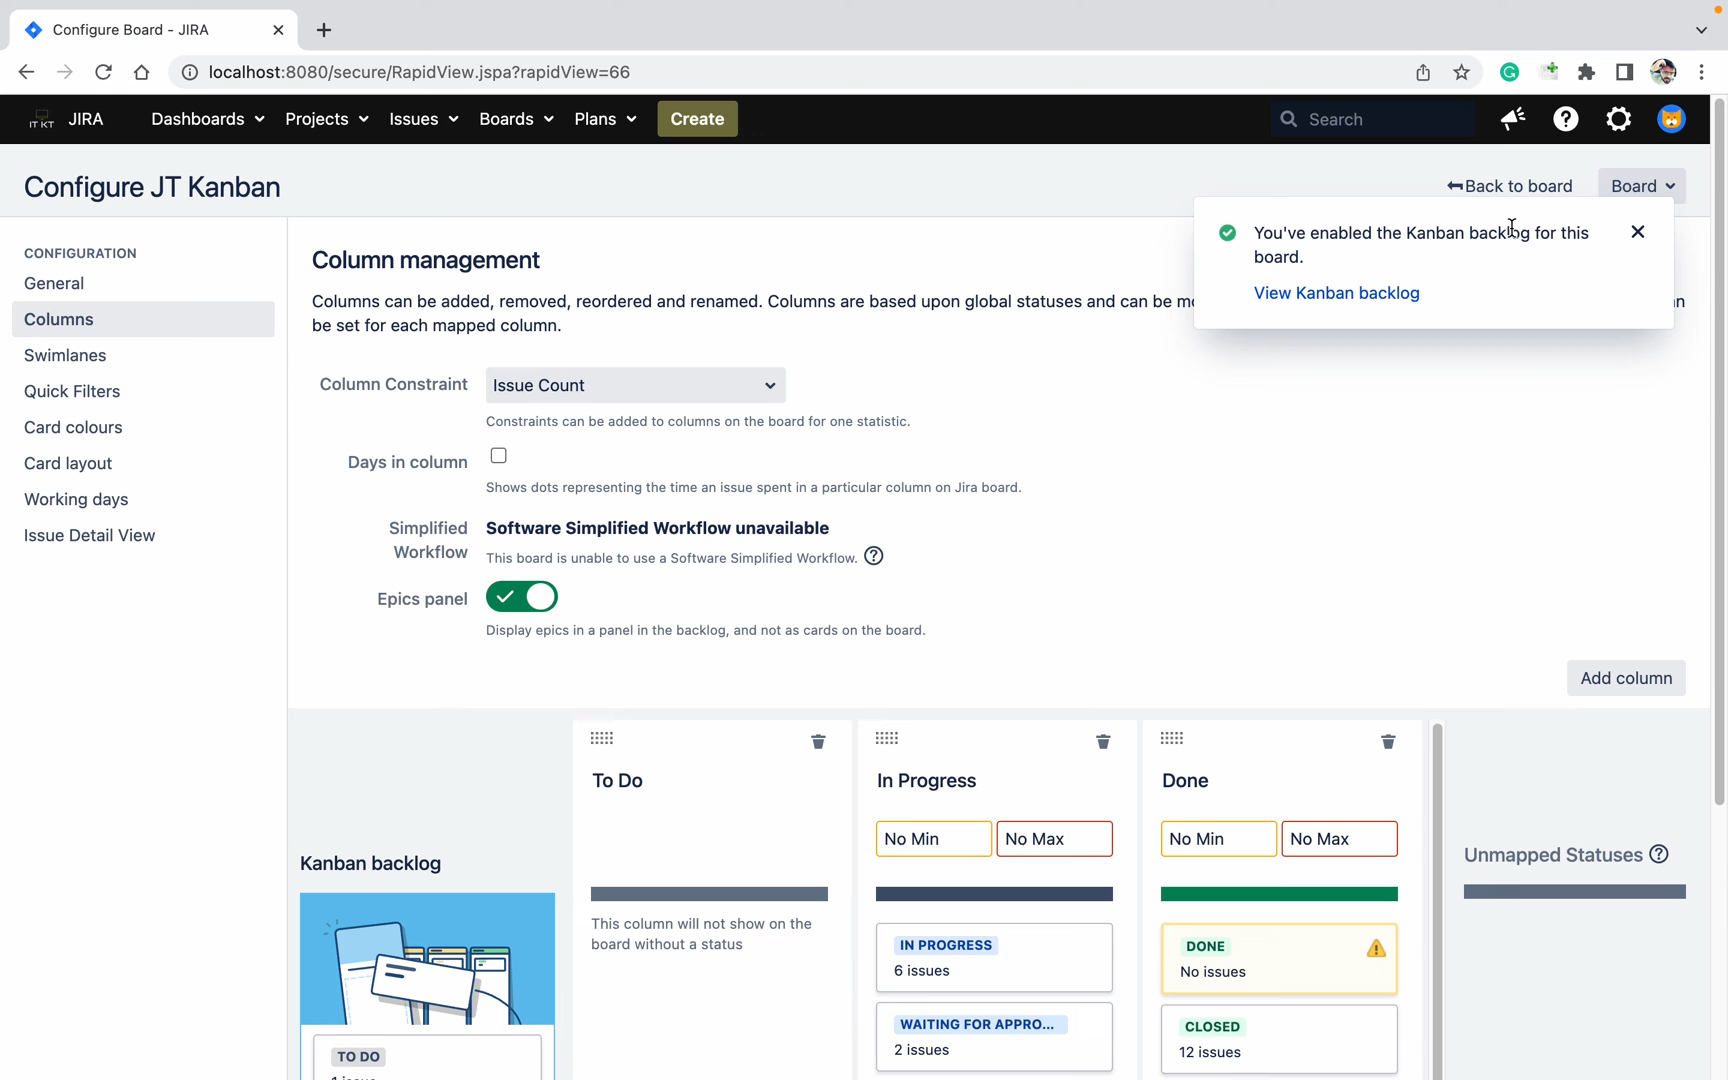 Configure Board - JIRA
localhost:8080/secure/RapidView.jspa?rapidView=66
IT KT
JIRA
Dashboards
Projects
Issues
Boards
Plans
Create
Search
Configure JT Kanban
Back to board
Board
You've enabled the Kanban backlog for this
board.
View Kanban backlog
CONFIGURATION
General
Columns
Swimlanes
Quick Filters
Card colours
Card layout
Working days
Issue Detail View
Column management
Columns can be added, removed, reordered and renamed. Columns are based upon global statuses and can be
be set for each mapped column.
Column Constraint
Issue Count
Constraints can be added to columns on the board for one statistic.
Days in column
Shows dots representing the time an issue spent in a particular column on Jira board.
Simplified
Workflow
Software Simplified Workflow unavailable
This board is unable to use a Software Simplified Workflow.
Epics panel
Display epics in a panel in the backlog, and not as cards on the board.
Add column
Kanban backlog
TO DO
1 issue
To Do
This column will not show on the
board without a status
In Progress
No Min
No Max
IN PROGRESS
6 issues
WAITING FOR APPRO...
2 issues
Done
No Min
No Max
DONE
No issues
CLOSED
12 issues
Unmapped Statuses